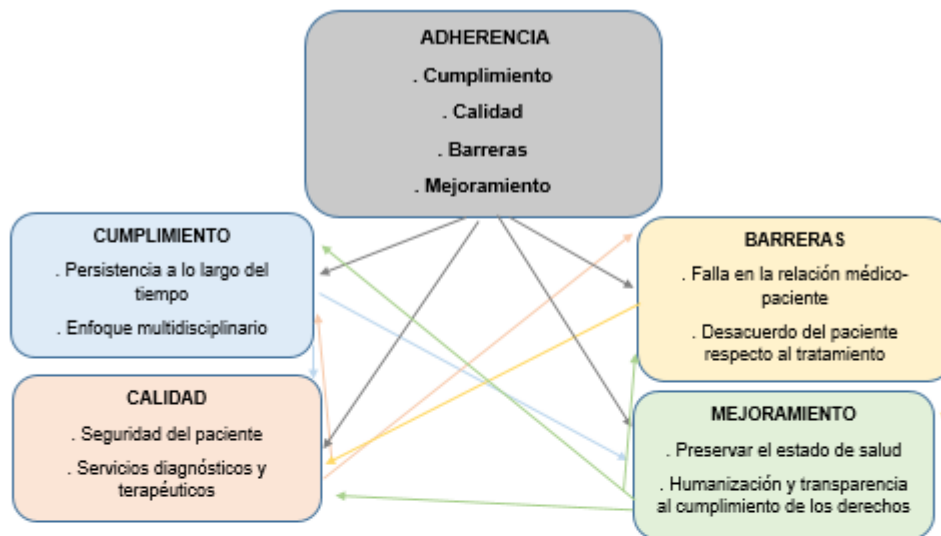 ADHERENCIA
. Cumplimiento
. Calidad
. Barreras
. Mejoramiento
CUMPLIMIENTO
. Persistencia a lo largo del
tiempo
. Enfoque multidisciplinario
BARRERAS
. Falla en la relación médico-
paciente
. Desacuerdo del paciente
respecto al tratamiento
CALIDAD
. Seguridad del paciente
. Servicios diagnósticos y
terapéuticos
MEJORAMIENTO
. Preservar el estado de salud
. Humanización y transparencia
al cumplimiento de los derechos